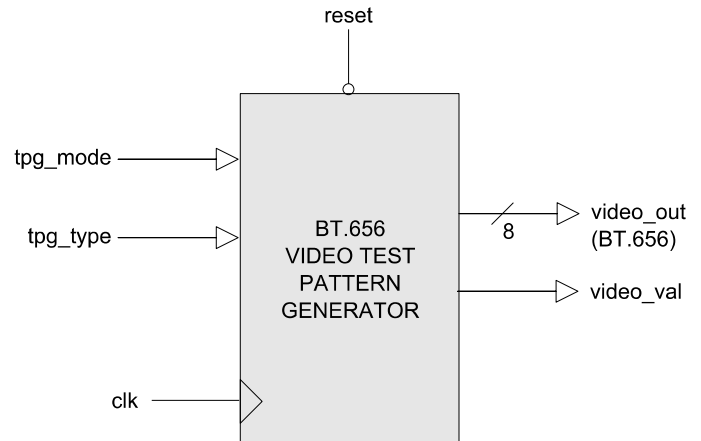 reset
tpg_mode
tpg_type
BT.656
VIDEO TEST
PATTERN
GENERATOR
8
video_out
(BT.656)
video_val
clk